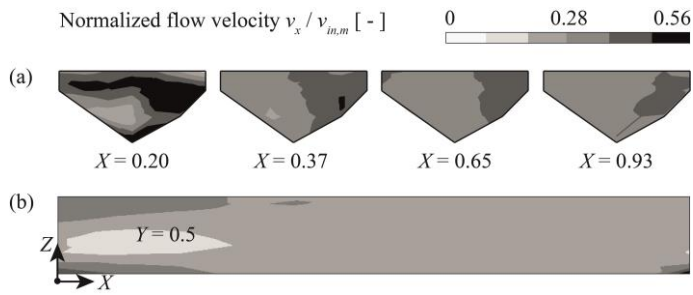 Normalized flow velocity vₓ / v_in,m [ - ]
0 0.28 0.56
(a)
X = 0.20 X = 0.37 X = 0.65 X = 0.93
(b)
Y = 0.5
Z
X